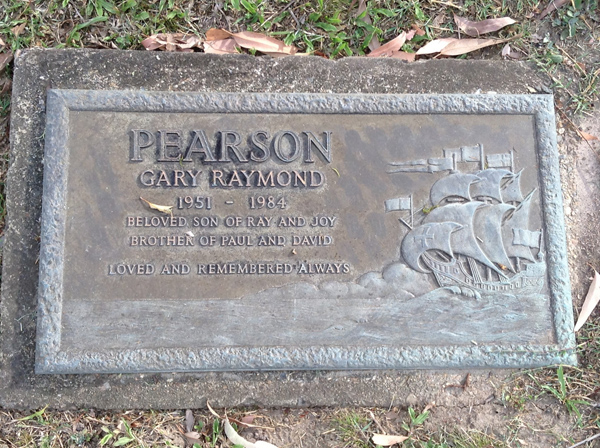 PEARSON
GARY RAYMOND
1951 - 1984
BELOVED SON OF RAY AND JOY
BROTHER OF PAUL AND DAVID
LOVED AND REMEMBERED ALWAYS